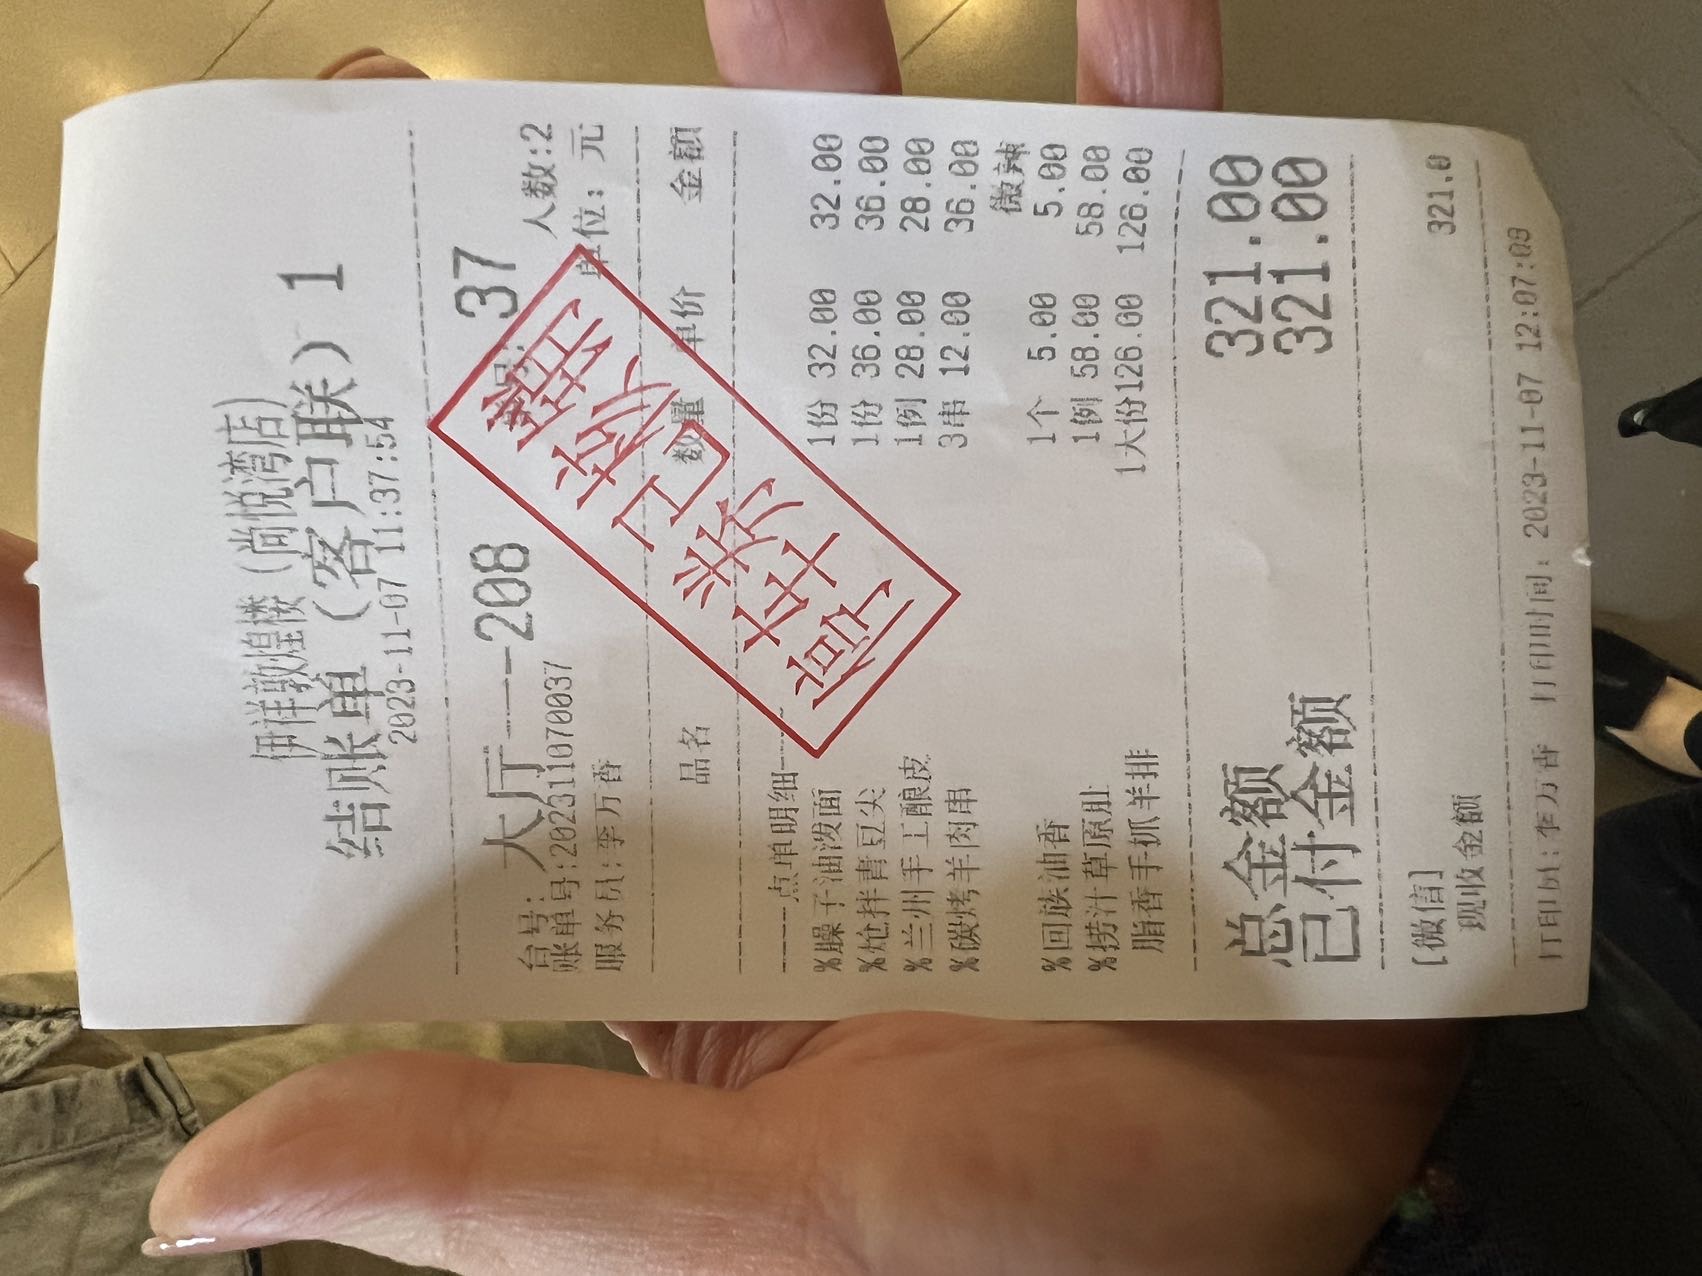 伊祥敦煌楼(尚悦湾店)
结账单(客户联) 1
2023-11-07 11:37:54
台号: 大厅---208 37
账单号:202311070037 人数:2
服务员:李万香 单位: 元
品名 数量 单价 金额
----点单明细--
%臊子油泼面 1份 32.00 32.00
%炝拌青豆尖 1份 36.00 36.00
%兰州手工酿皮 1例 28.00 28.00
%碳烤羊肉串 3串 12.00 36.00
微辣
%回族油香 1个 5.00 5.00
%捞汁草原肚 1例 58.00 58.00
脂香手抓羊排 1大份126.00 126.00
总金额 321.00
已付金额 321.00
[微信]
现收金额 321.0
打印员:李万香 打印时间: 2023-11-07 12:07:09
停车券已核销